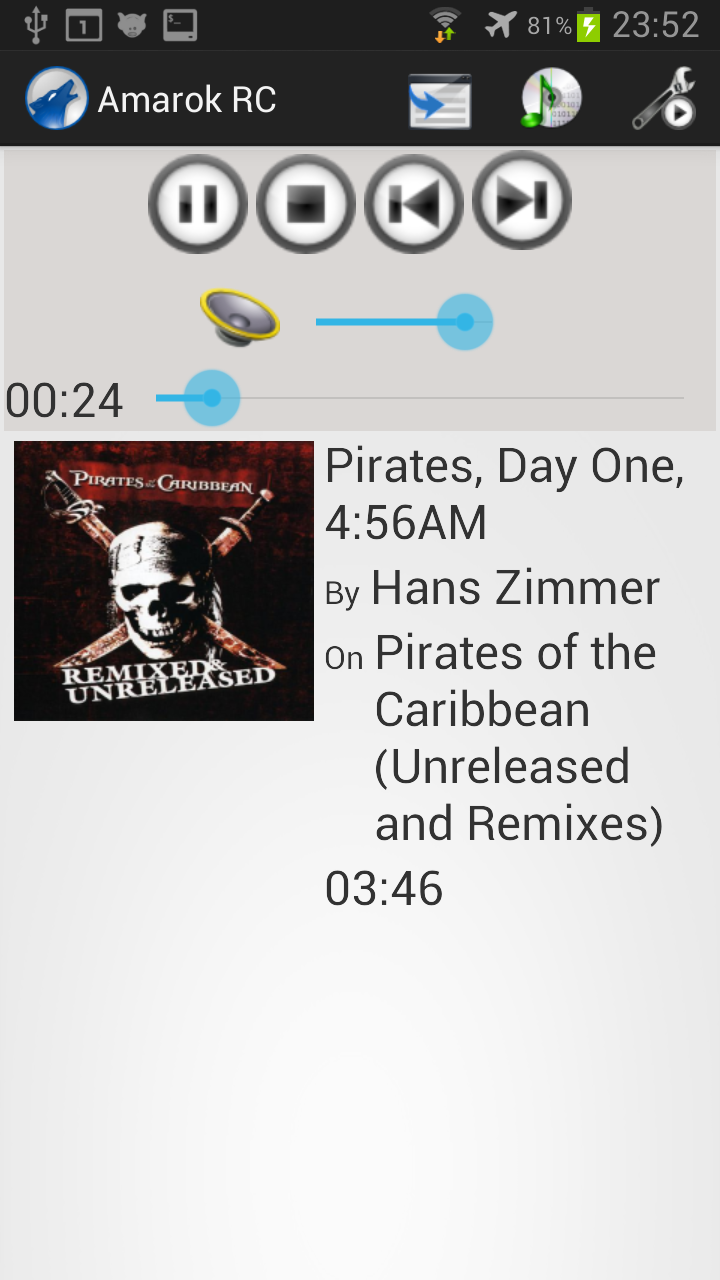 1
81%
23:52
Amarok RC
00:24
PIRATES OF THE CARIBBEAN
REMIXED &
UNRELEASED
Pirates, Day One,
4:56AM
By Hans Zimmer
On Pirates of the
Caribbean
(Unreleased
and Remixes)
03:46